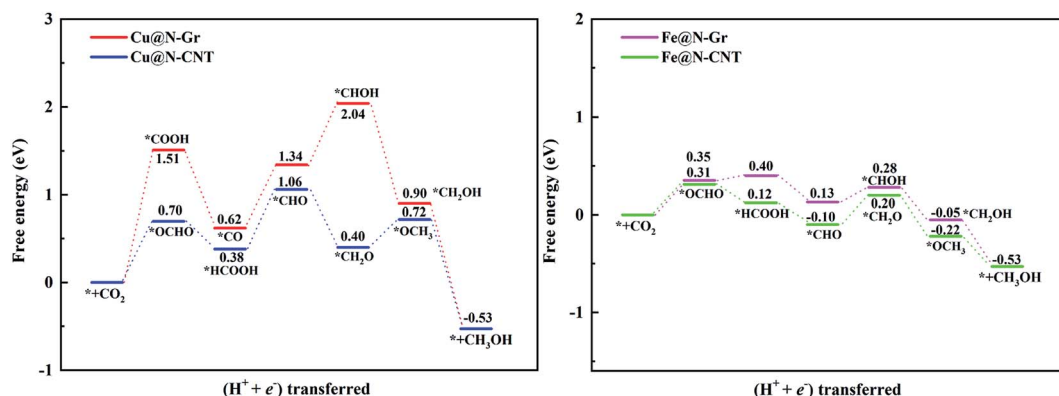 3
2
1
0
-1
Free energy (eV)
Cu@N-Gr
Cu@N-CNT
*CHOH
2.04
*COOH
1.51
1.34
1.06
*CHO
0.90
*CH₂OH
0.72
*OCH₃
0.70
*OCHO
0.62
*CO
0.38
*HCOOH
0.40
*CH₂O
*+CO₂
-0.53
*+CH₃OH
(H⁺ + e⁻) transferred
2
1
0
-1
Free energy (eV)
Fe@N-Gr
Fe@N-CNT
0.35
0.31
*OCHO
0.40
0.12
*HCOOH
0.13
-0.10
*CHO
0.28
*CHOH
0.20
*CH₂O
-0.05
*CH₂OH
-0.22
*OCH₃
*+CO₂
-0.53
*+CH₃OH
(H⁺ + e⁻) transferred